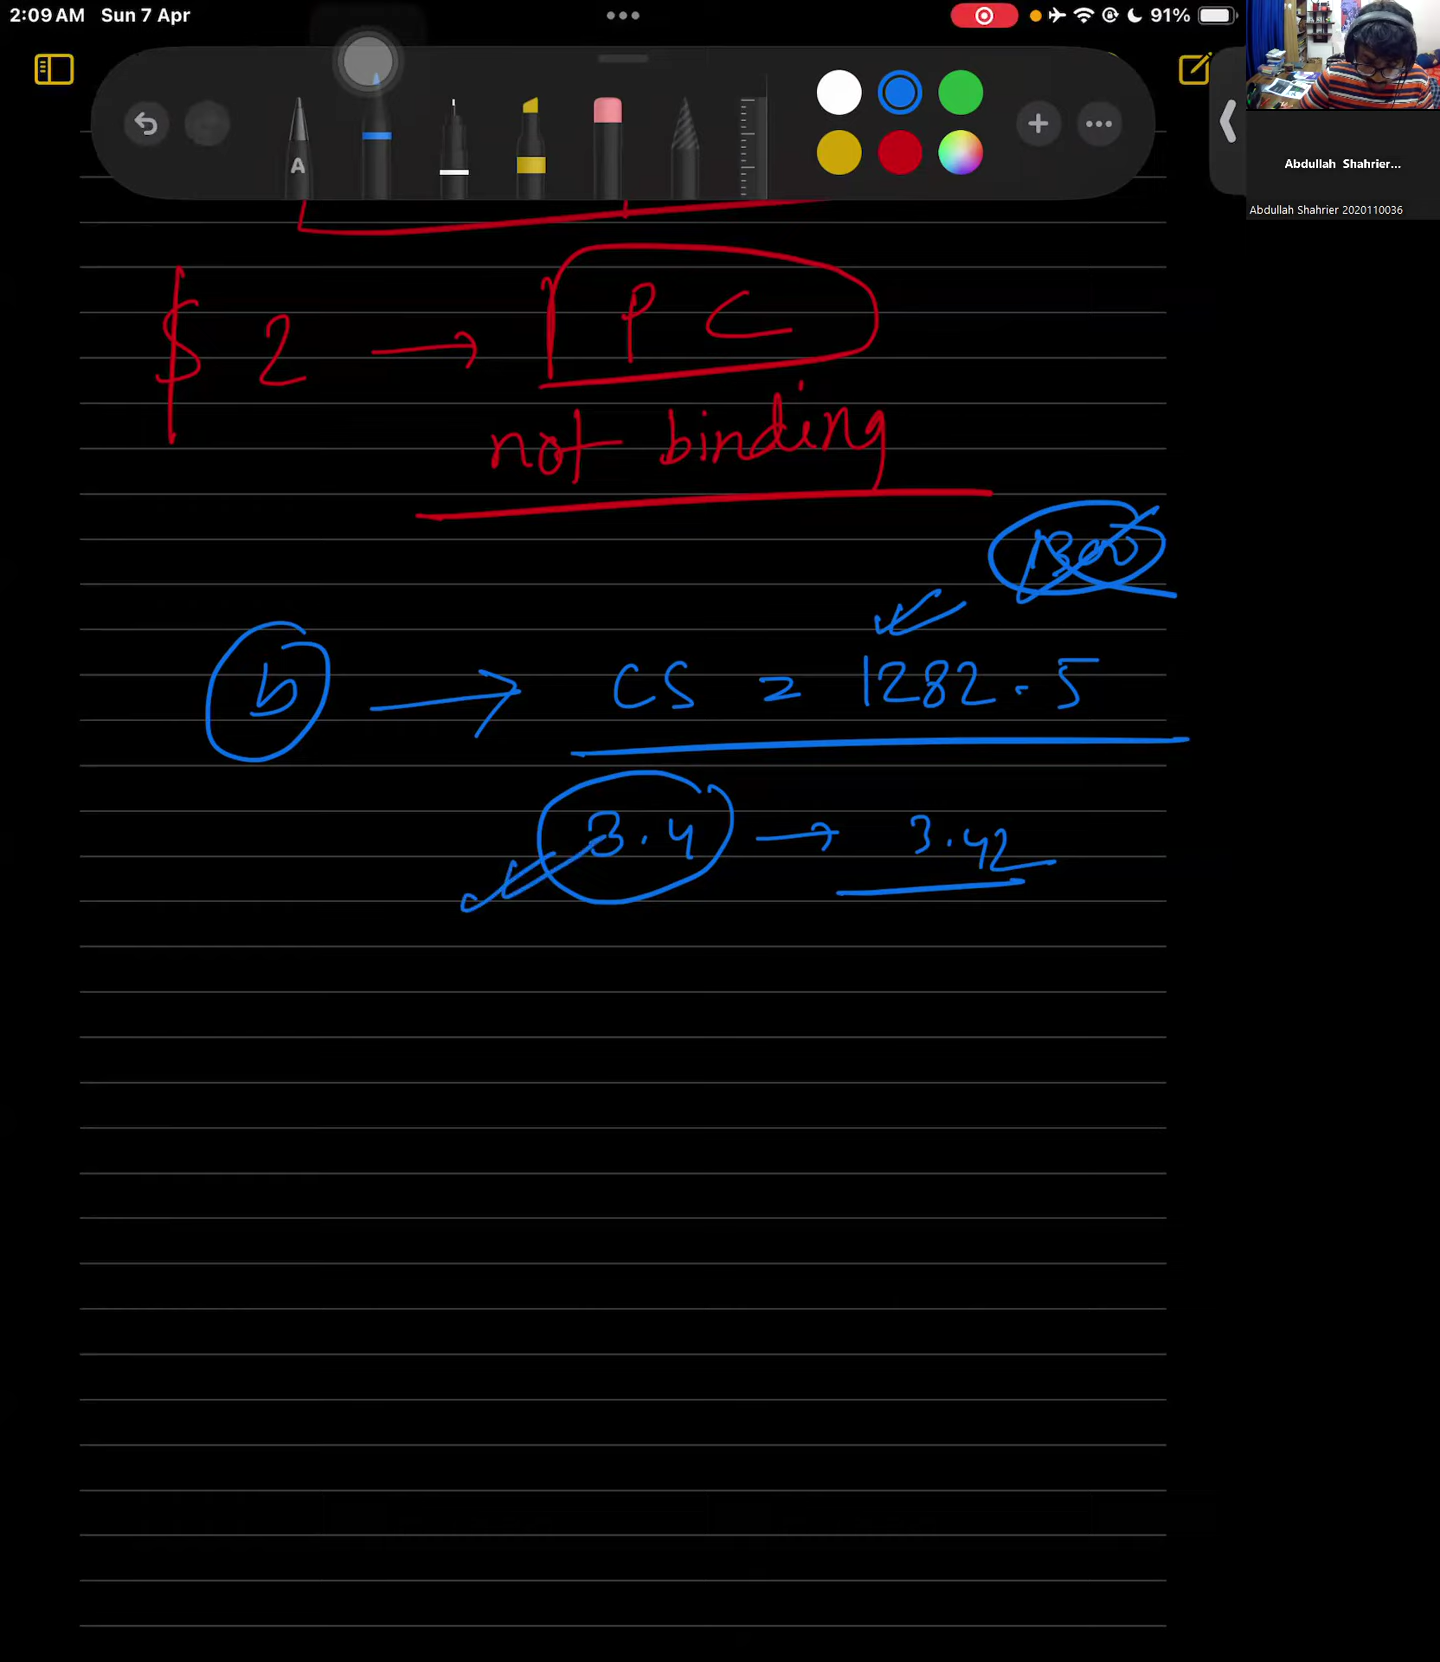 2:09 AM Sun 7 Apr
91%
A
Abdullah Shahrier...
Abdullah Shahrier 2020110036
$ 2 → PC
not binding
1300
b → CS = 1282.5
3.4 → 3.42